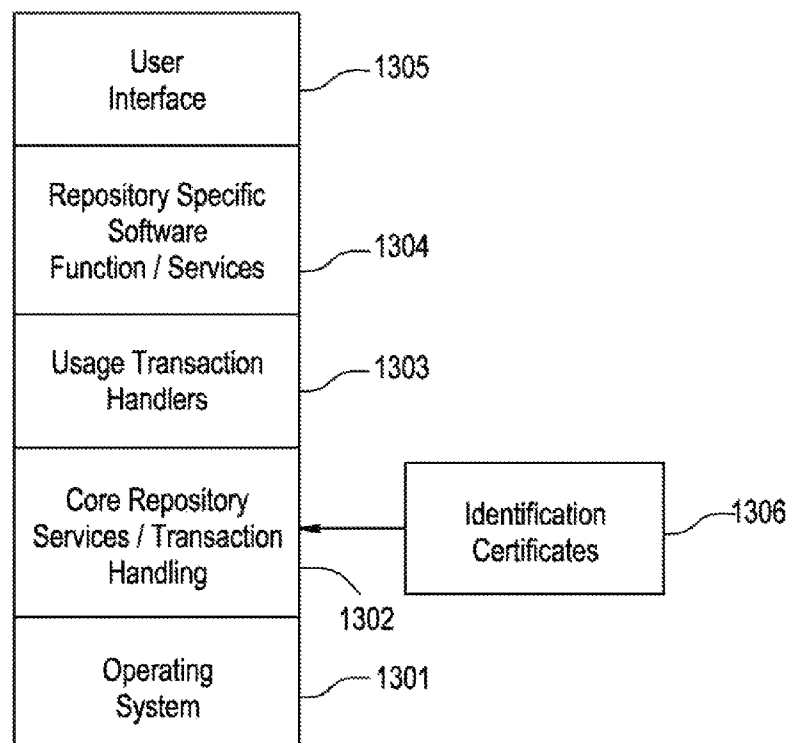 User
Interface
1305
Repository Specific
Software
Function / Services
1304
Usage Transaction
Handlers
1303
Core Repository
Services / Transaction
Handling
1302
Identification
Certificates
1306
Operating
System
1301